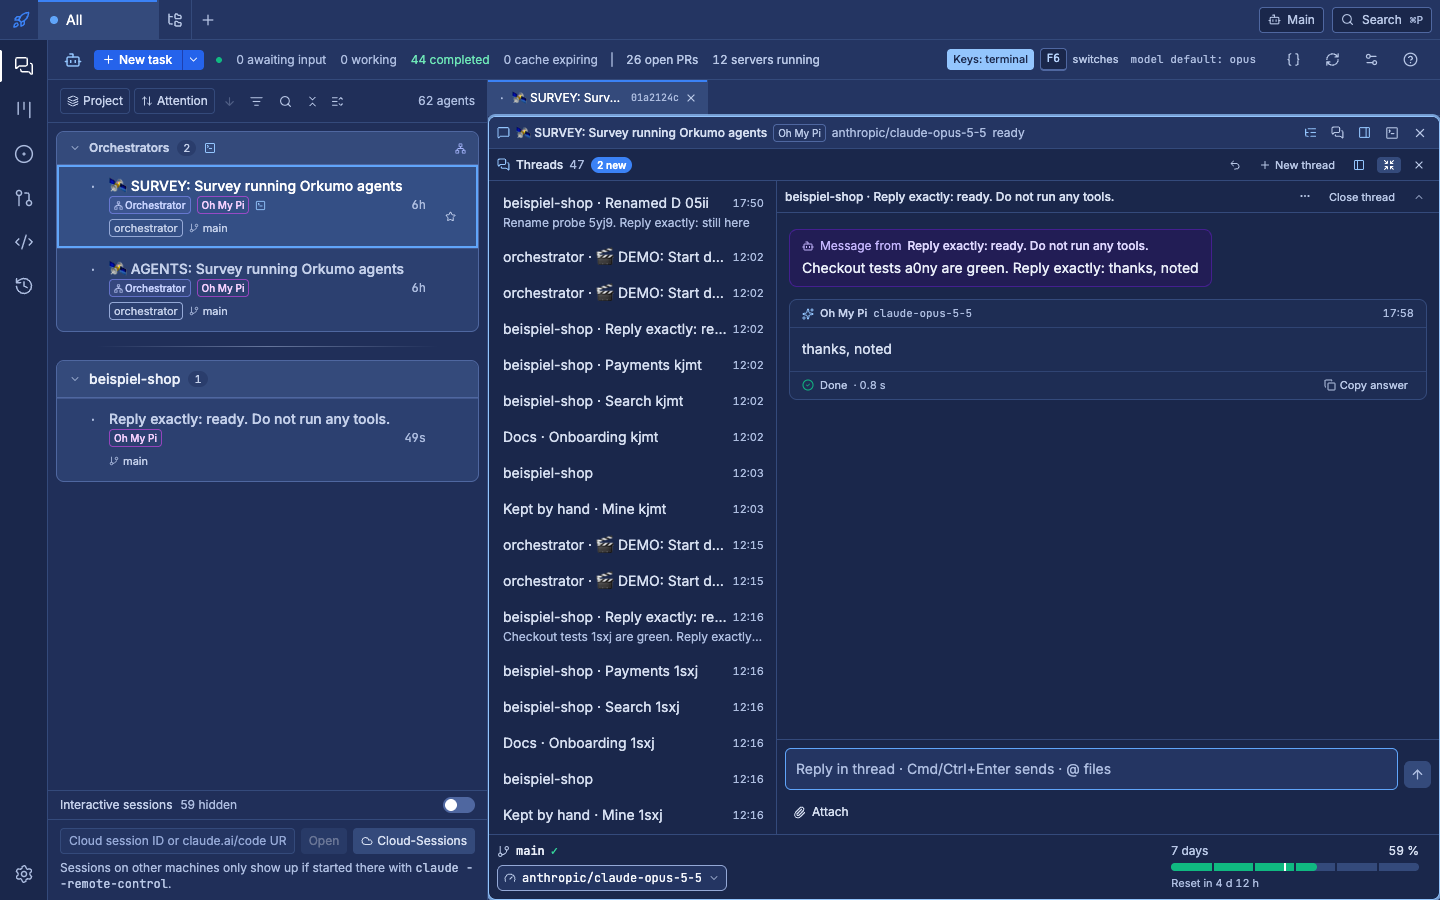 All
Main
Search ⌘P
New task
0 awaiting input
0 working
44 completed
0 cache expiring
26 open PRs
12 servers running
Keys: terminal
F6
switches
model default: opus
Project
Attention
62 agents
Orchestrators 2
SURVEY: Survey running Orkumo agents
Orchestrator
Oh My Pi
6h
orchestrator
main
AGENTS: Survey running Orkumo agents
Orchestrator
Oh My Pi
6h
orchestrator
main
beispiel-shop 1
Reply exactly: ready. Do not run any tools.
Oh My Pi
49s
main
Interactive sessions 59 hidden
Cloud session ID or claude.ai/code UR
Open
Cloud-Sessions
Sessions on other machines only show up if started there with claude -
-remote-control.
· SURVEY: Surv... 01a2124c
SURVEY: Survey running Orkumo agents Oh My Pi anthropic/claude-opus-5-5 ready
Threads 47 2 new
New thread
beispiel-shop · Renamed D 05ii 17:50
Rename probe 5yj9. Reply exactly: still here
orchestrator · 🎬 DEMO: Start d... 12:02
orchestrator · 🎬 DEMO: Start d... 12:02
beispiel-shop · Reply exactly: re... 12:02
beispiel-shop · Payments kjmt 12:02
beispiel-shop · Search kjmt 12:02
Docs · Onboarding kjmt 12:02
beispiel-shop 12:03
Kept by hand · Mine kjmt 12:03
orchestrator · 🎬 DEMO: Start d... 12:15
orchestrator · 🎬 DEMO: Start d... 12:15
beispiel-shop · Reply exactly: re... 12:16
Checkout tests 1sxj are green. Reply exactly...
beispiel-shop · Payments 1sxj 12:16
beispiel-shop · Search 1sxj 12:16
Docs · Onboarding 1sxj 12:16
beispiel-shop 12:16
Kept by hand · Mine 1sxj 12:16
beispiel-shop · Reply exactly: ready. Do not run any tools.
Close thread
Message from Reply exactly: ready. Do not run any tools.
Checkout tests a0ny are green. Reply exactly: thanks, noted
Oh My Pi claude-opus-5-5 17:58
thanks, noted
Done · 0.8 s
Copy answer
Reply in thread · Cmd/Ctrl+Enter sends · @ files
Attach
main ✓
anthropic/claude-opus-5-5
7 days 59 %
Reset in 4 d 12 h